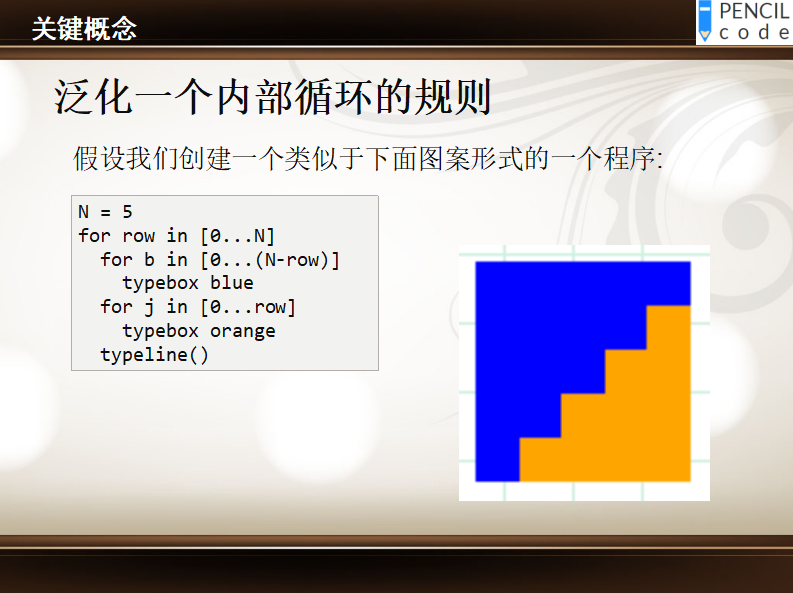 关键概念
PENCIL
code
泛化一个内部循环的规则
假设我们创建一个类似于下面图案形式的一个程序:
N = 5
for row in [0...N]
  for b in [0...(N-row)]
    typebox blue
  for j in [0...row]
    typebox orange
  typeline()